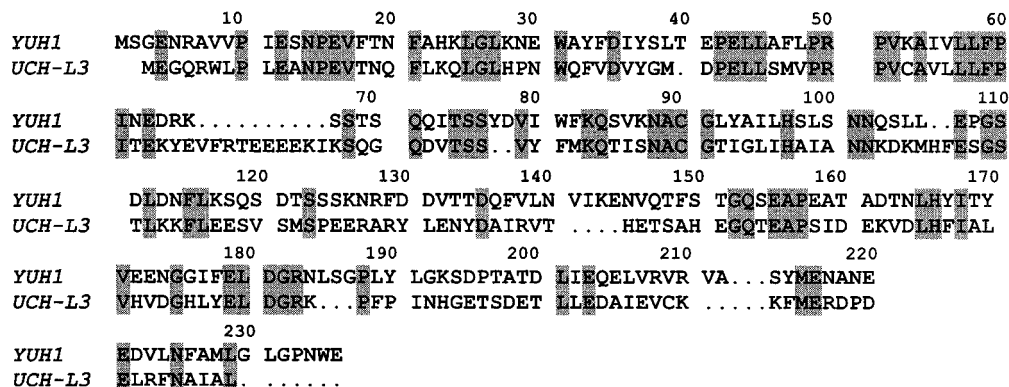 10 20 30 40 50 60
YUH1 MSGENRAVVP IESNPEVFTN FAHKLGLKNE WAYFDIYSLT EPELLAFLPR PVKAIVLLFP
UCH-L3 MEGQRWLP LEANPEVTNQ FLKQLGLHPN WQFVDVYGM. DPELLSMVPR PVCAVLLLFP
70 80 90 100 110
YUH1 INEDRK..........SSTS QQITSSYDVI WFKQSVKNAC GLYAILHSLS NNQSLL..EPGS
UCH-L3 ITEKYEVFRTEEEEKIKSQG QDVTSS..VY FMKQTISNAC GTIGLIHAIA NNKDKMHFESGS
120 130 140 150 160 170
YUH1 DLDNFLKSQS DTSSSKNRFD DVTTDQFVLN VIKENVQTFS TGQSEAPEAT ADTNLHYITY
UCH-L3 TLKKFLEESV SMSPEERARY LENYDAIRVT ....HETSAH EGQTEAPSID EKVDLHFIAL
180 190 200 210 220
YUH1 VEENGGIFEL DGRNLSGPLY LGKSDPTATD LIEQELVRVR VA...SYMENANE
UCH-L3 VHVDGHLYEL DGRK...PFP INHGETSDET LLEDAIEVCK .....KFMERDPD
230
YUH1 EDVLNFAMLG LGPNWE
UCH-L3 ELRFNAIAL.......